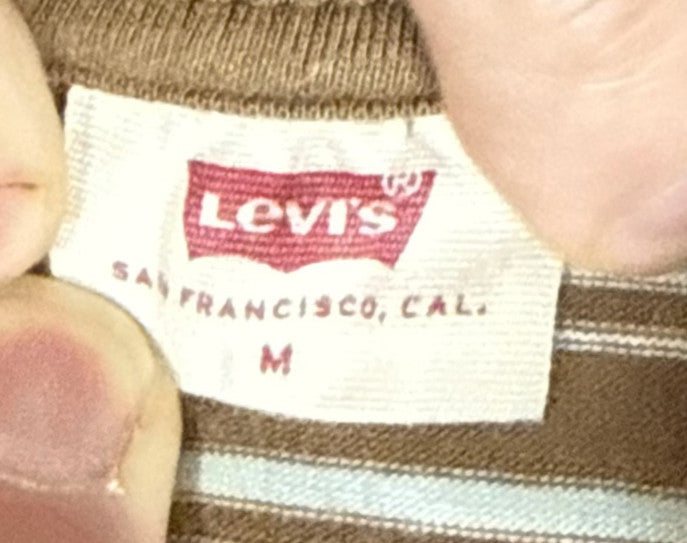 Levi's®
SAN FRANCISCO, CAL.
M